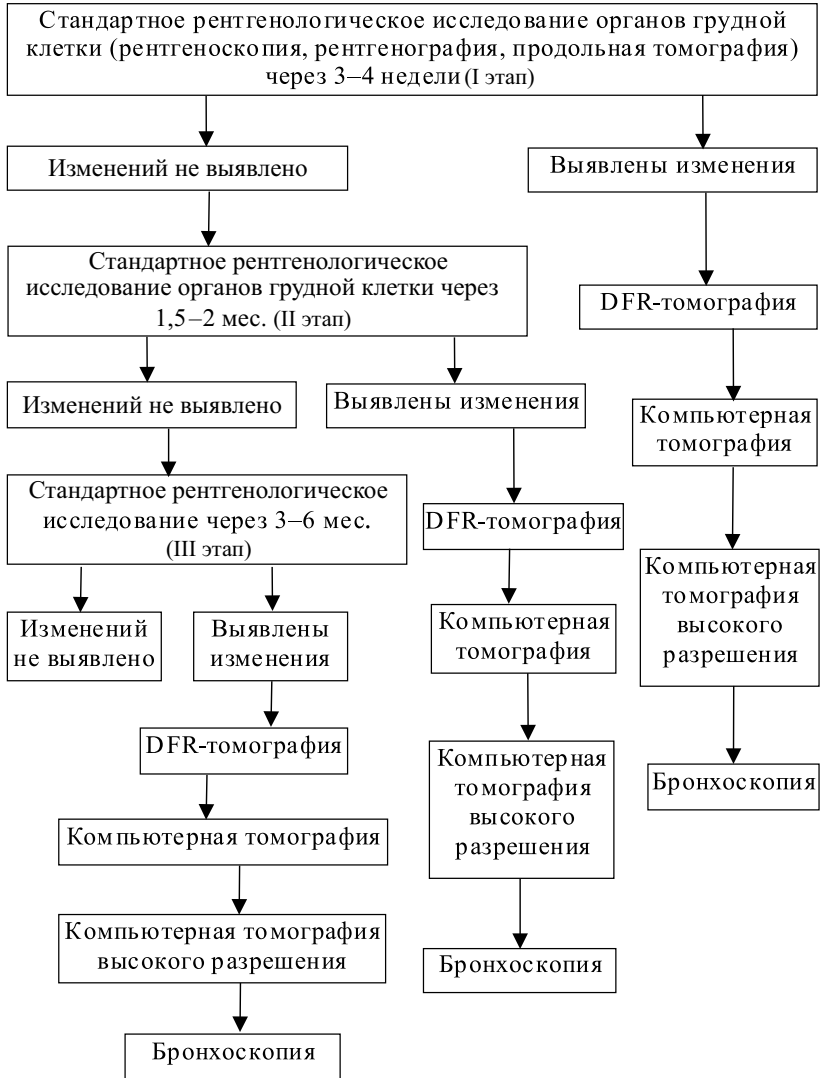 Стандартное рентгенологическое исследование органов грудной
клетки (рентгеноскопия, рентгенография, продольная томография)
через 3–4 недели (I этап)
Изменений не выявлено
Выявлены изменения
Стандартное рентгенологическое
исследование органов грудной клетки через
1,5–2 мес. (II этап)
DFR-томография
Изменений не выявлено
Выявлены изменения
Компьютерная
томография
Стандартное рентгенологическое
исследование через 3–6 мес.
(III этап)
DFR-томография
Компьютерная
томография
высокого
разрешения
Изменений
не выявлено
Выявлены
изменения
Компьютерная
томография
DFR-томография
Компьютерная
томография
высокого
разрешения
Бронхоскопия
Компьютерная томография
Компьютерная томография
высокого разрешения
Бронхоскопия
Бронхоскопия